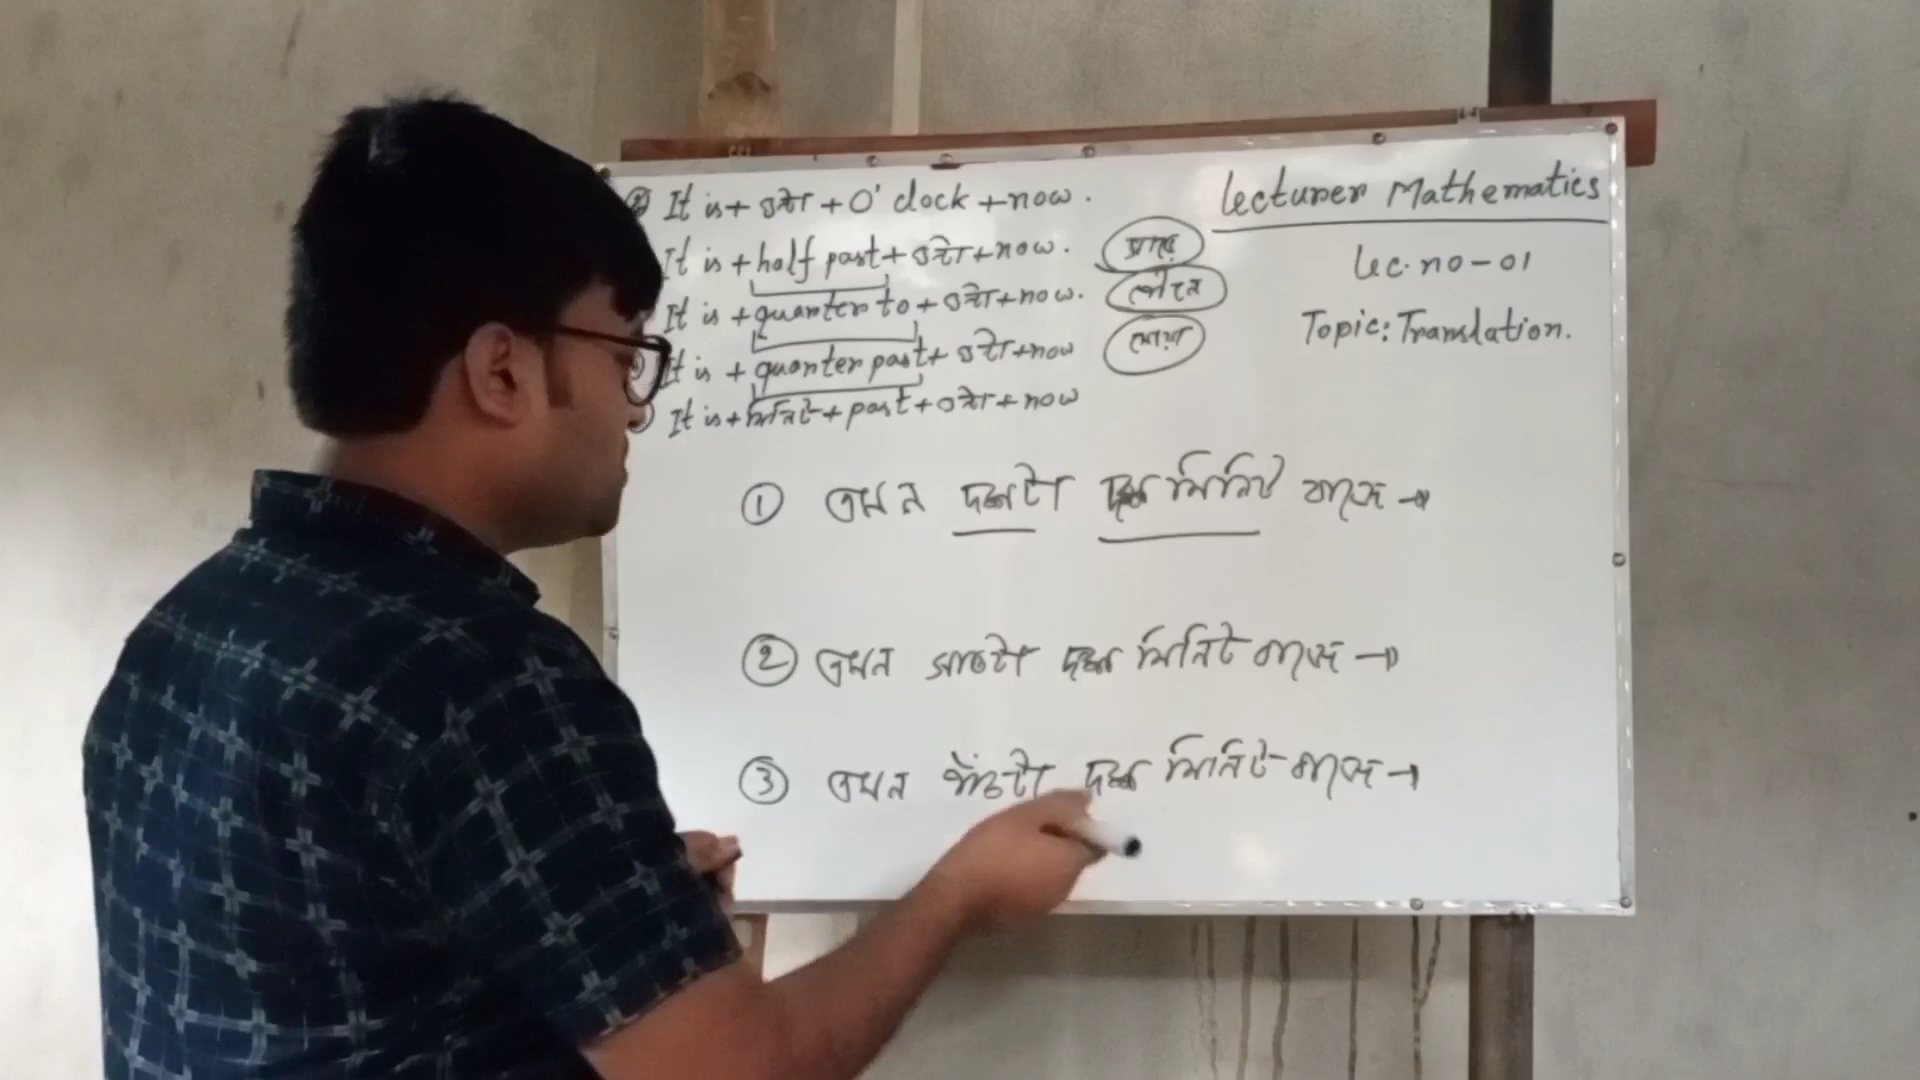 It is + ঘন্টা + O' clock + now.
It is + half past + ঘন্টা + now. সাড়ে
It is + quarter to + ঘন্টা + now. পৌনে
It is + quarter past + ঘন্টা + now সোয়া
It is + মিনিট + past + ঘন্টা + now
Lecturer Mathematics
Lec. no - 01
Topic: Translation.
① এখন দশটা দশ মিনিট বাজে →
② এখন সাতটা দশ মিনিট বাজে →
③ এখন পাঁচটা দশ মিনিট বাজে →